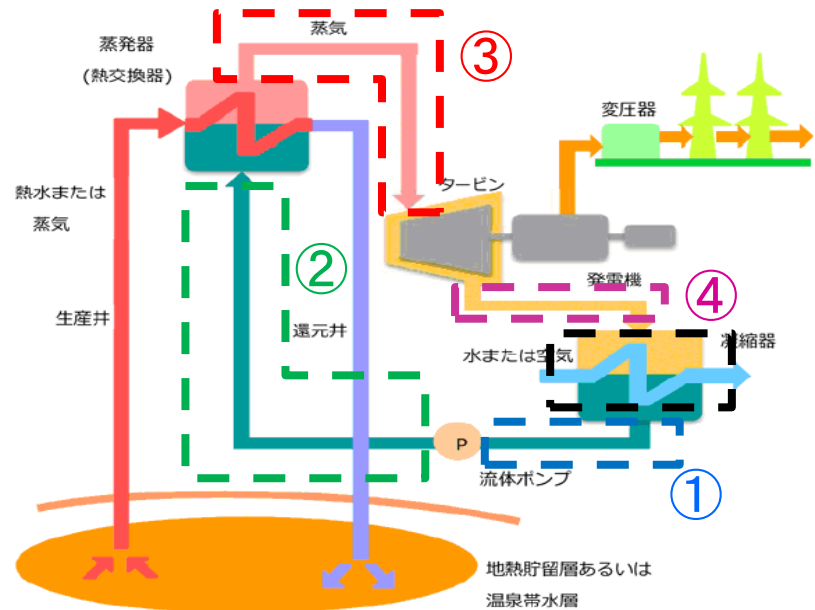 蒸気
③
蒸発器
(熱交換器)
変圧器
タービン
熱水または
蒸気
②
発電機
④
生産井
還元井
水または空気
凝縮器
P
流体ポンプ
①
地熱貯留層あるいは
温泉帯水層